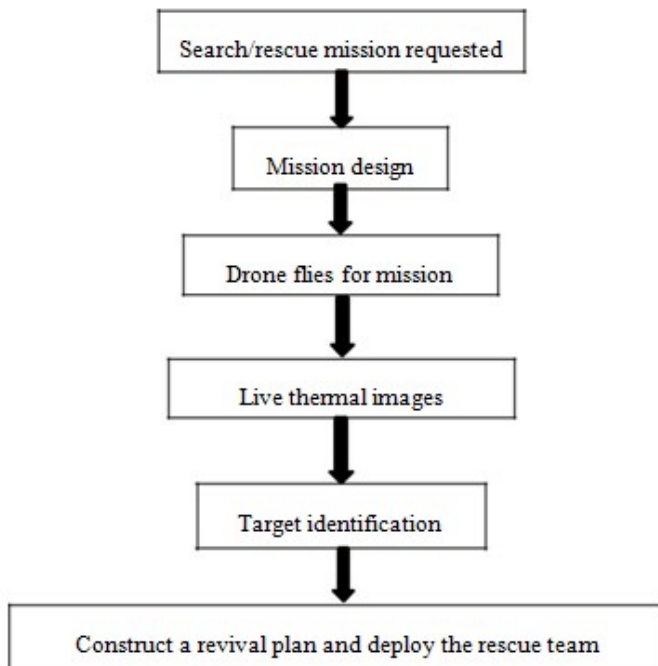 Search/rescue mission requested
Mission design
Drone flies for mission
Live thermal images
Target identification
Construct a revival plan and deploy the rescue team